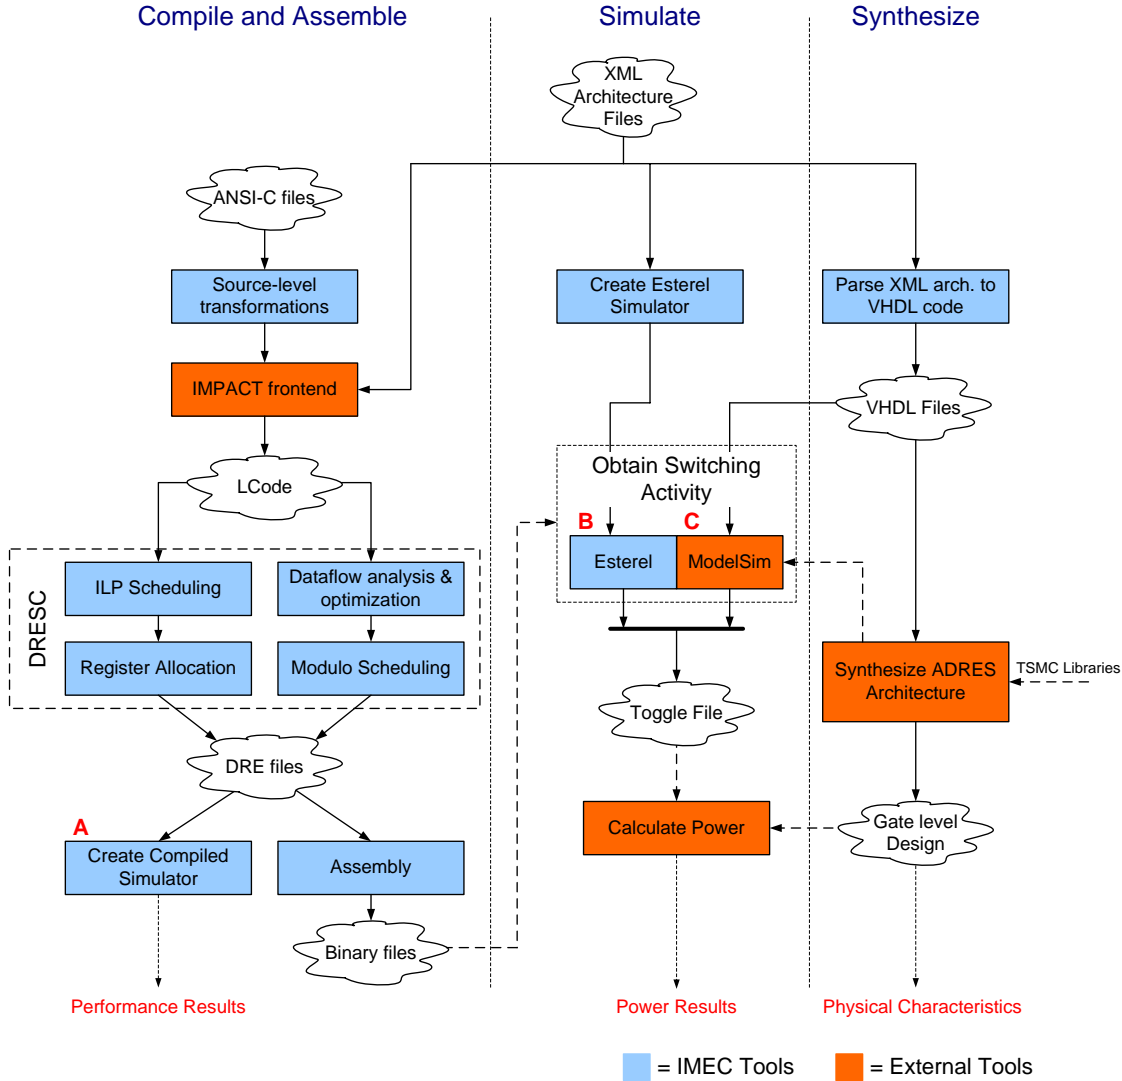 Compile and Assemble
Simulate
Synthesize
XML
Architecture
Files
ANSI-C files
Source-level
transformations
Create Esterel
Simulator
Parse XML arch. to
VHDL code
IMPACT frontend
VHDL Files
LCode
Obtain Switching
Activity
B
C
Esterel
ModelSim
DRESC
ILP Scheduling
Dataflow analysis &
optimization
Register Allocation
Modulo Scheduling
Synthesize ADRES
Architecture
TSMC Libraries
Toggle File
DRE files
A
Create Compiled
Simulator
Assembly
Calculate Power
Gate level
Design
Binary files
Performance Results
Power Results
Physical Characteristics
= IMEC Tools
= External Tools